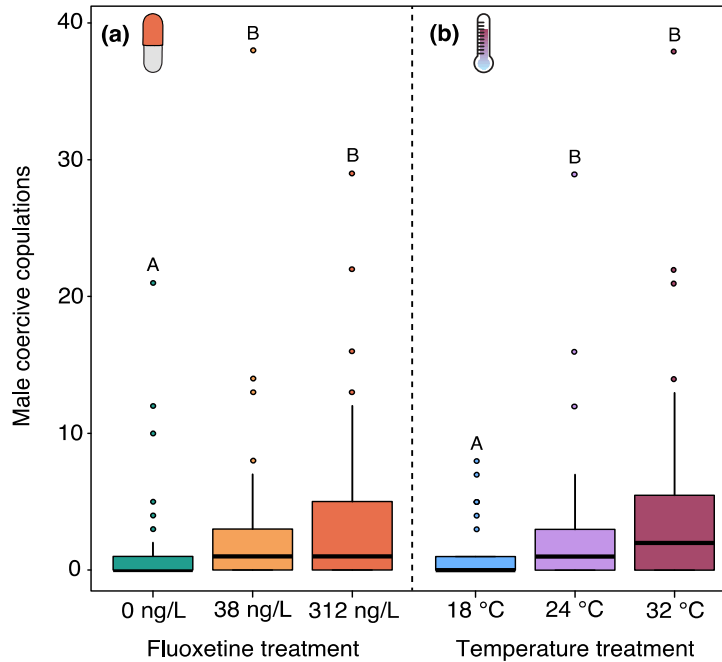 (a)
(b)
Male coercive copulations
40
30
20
10
0
A
B
B
A
B
B
0 ng/L
38 ng/L
312 ng/L
18 °C
24 °C
32 °C
Fluoxetine treatment
Temperature treatment